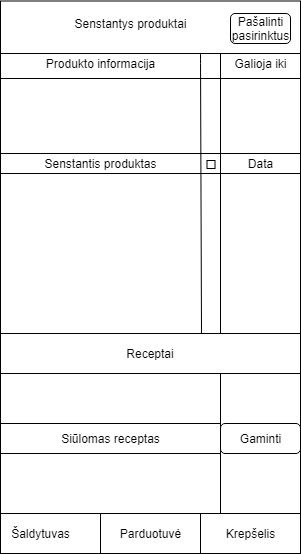 Senstantys produktai
Pašalinti
pasirinktus
Produkto informacija
Galioja iki
Senstantis produktas
Data
Receptai
Siūlomas receptas
Gaminti
Šaldytuvas
Parduotuvė
Krepšelis